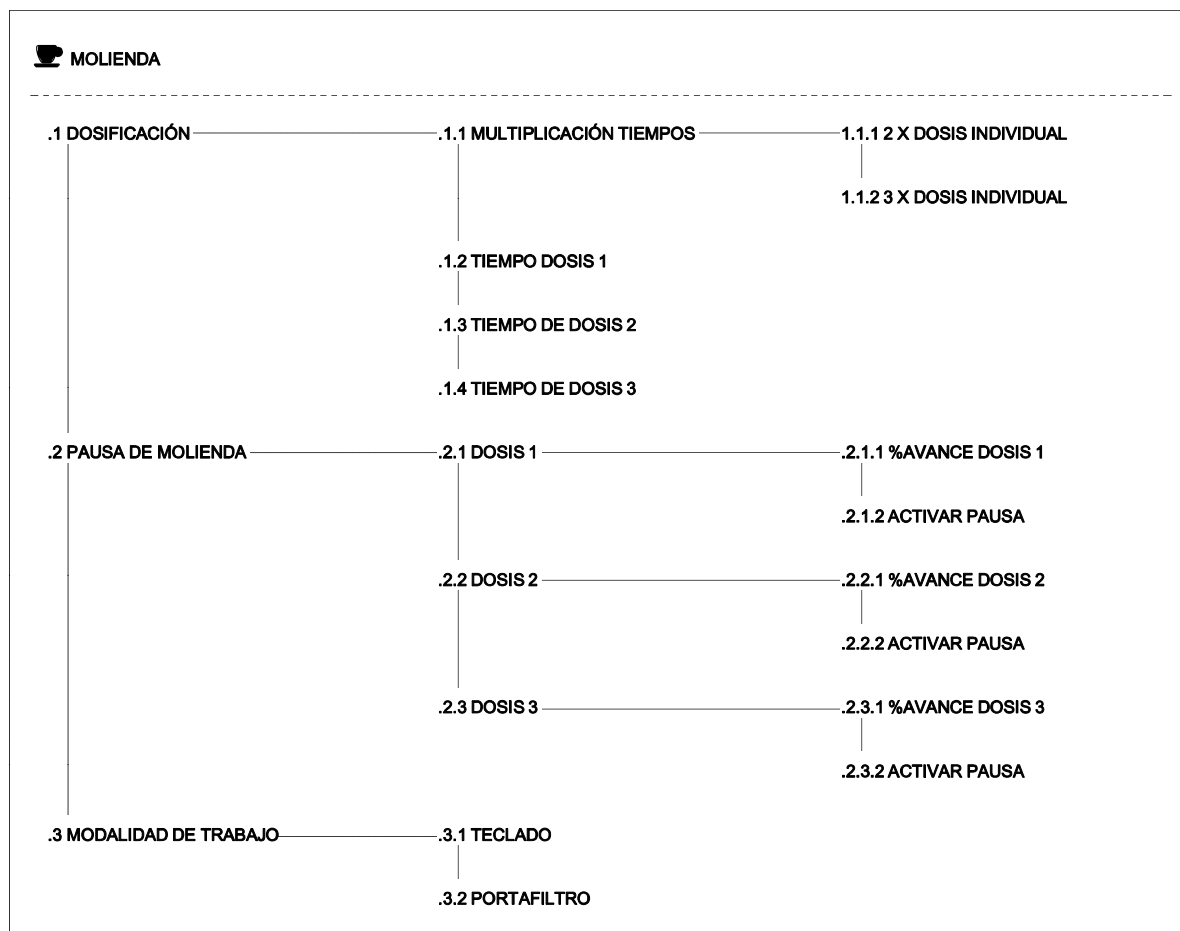 MOLIENDA
.1 DOSIFICACIÓN .1.1 MULTIPLICACIÓN TIEMPOS 1.1.1 2 X DOSIS INDIVIDUAL
1.1.2 3 X DOSIS INDIVIDUAL
.1.2 TIEMPO DOSIS 1
.1.3 TIEMPO DE DOSIS 2
.1.4 TIEMPO DE DOSIS 3
.2 PAUSA DE MOLIENDA .2.1 DOSIS 1 .2.1.1 %AVANCE DOSIS 1
.2.1.2 ACTIVAR PAUSA
.2.2 DOSIS 2 .2.2.1 %AVANCE DOSIS 2
.2.2.2 ACTIVAR PAUSA
.2.3 DOSIS 3 .2.3.1 %AVANCE DOSIS 3
.2.3.2 ACTIVAR PAUSA
.3 MODALIDAD DE TRABAJO .3.1 TECLADO
.3.2 PORTAFILTRO